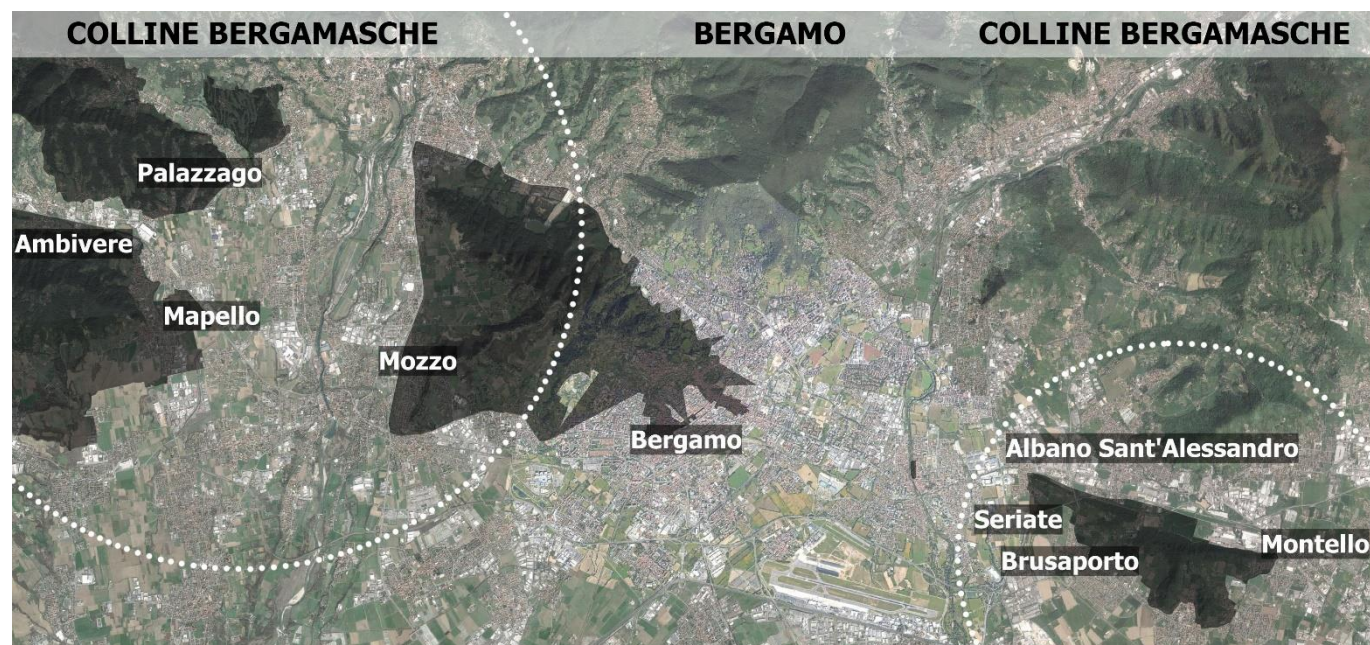 COLLINE BERGAMASCHE
BERGAMO
COLLINE BERGAMASCHE
Palazzago
Ambivere
Mapello
Mozzo
Bergamo
Albano Sant'Alessandro
Seriate
Brusaporto
Montello